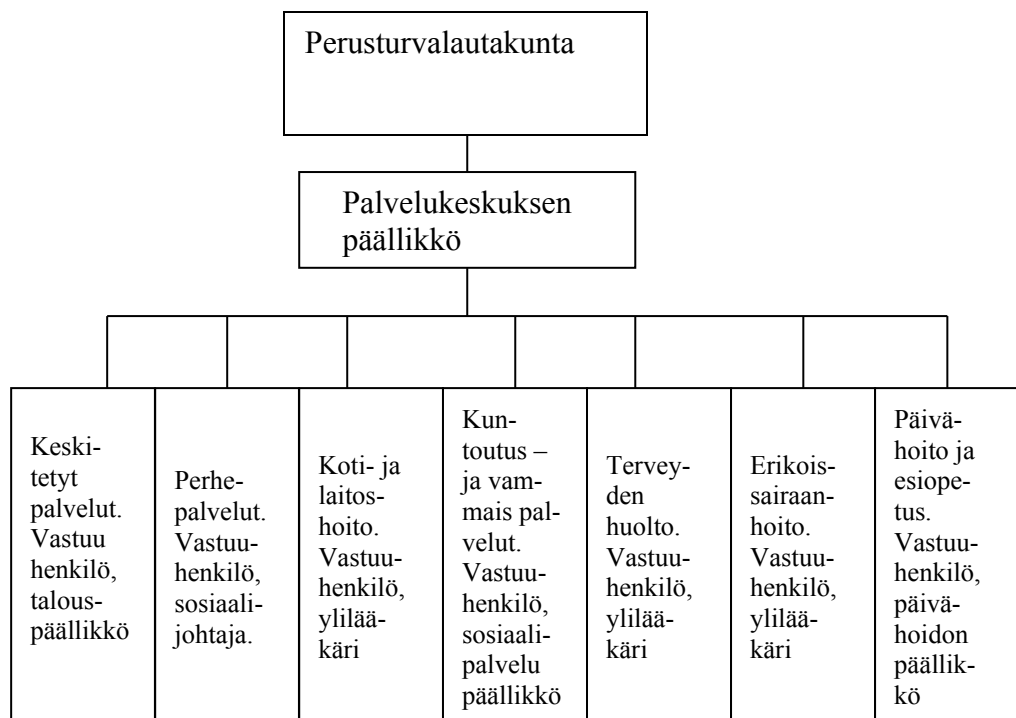 Perusturvalautakunta
Palvelukeskuksen
päällikkö
Keski-
tetyt
palvelut.
Vastuu
henkilö,
talous-
päällikkö
Perhe-
palvelut.
Vastuu-
henkilö,
sosiaali-
johtaja.
Koti- ja
laitos-
hoito.
Vastuu-
henkilö,
ylilää-
käri
Kun-
toutus –
ja vam-
mais pal-
velut.
Vastuu-
henkilö,
sosiaali-
palvelu
päällikkö
Tervey-
den
huolto.
Vastuu-
henkilö,
ylilää-
käri
Erikois-
sairaan-
hoito.
Vastuu-
henkilö,
ylilää-
käri
Päivä-
hoito ja
esiope-
tus.
Vastuu-
henkilö,
päivä-
hoidon
päällik-
kö